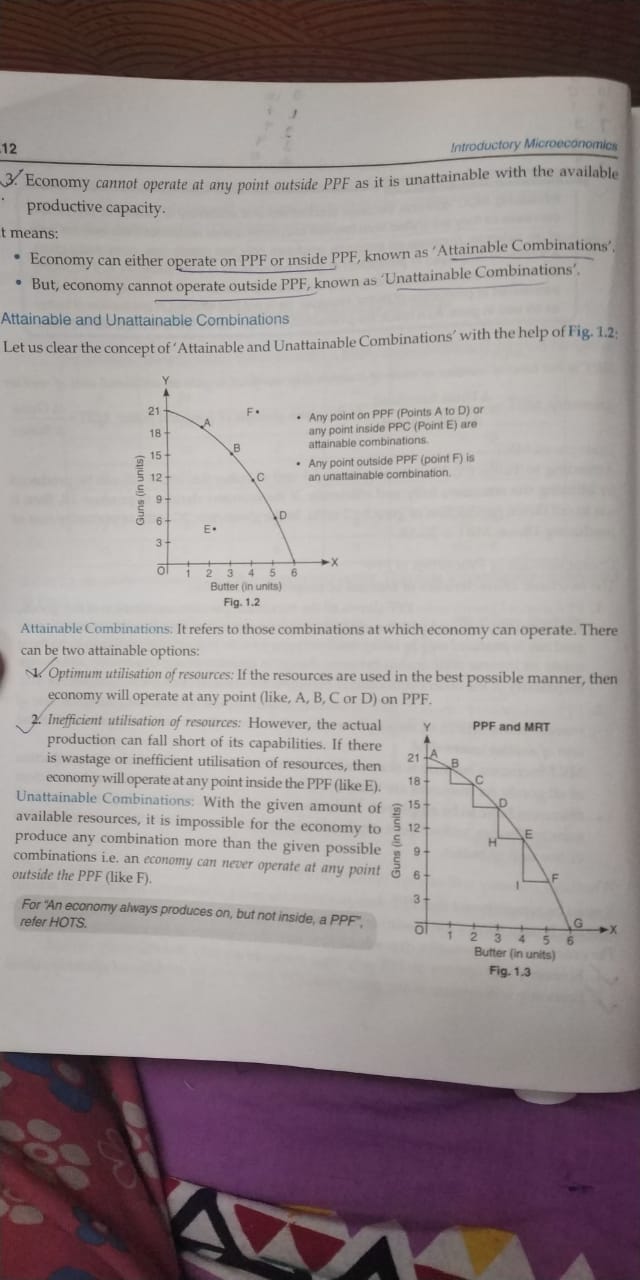 .12
Introductory Microeconomics
3. Economy cannot operate at any point outside PPF as it is unattainable with the available
productive capacity.
t means:
• Economy can either operate on PPF or inside PPF, known as 'Attainable Combinations'.
• But, economy cannot operate outside PPF, known as 'Unattainable Combinations'.
Attainable and Unattainable Combinations
Let us clear the concept of 'Attainable and Unattainable Combinations' with the help of Fig. 1.2:
Y
21
18
15
12
9
6
3
O
1 2 3 4 5 6
X
Guns (in units)
A
B
C
D
E
F
Butter (in units)
Fig. 1.2
• Any point on PPF (Points A to D) or
any point inside PPC (Point E) are
attainable combinations.
• Any point outside PPF (point F) is
an unattainable combination.
Attainable Combinations: It refers to those combinations at which economy can operate. There
can be two attainable options:
1. Optimum utilisation of resources: If the resources are used in the best possible manner, then
economy will operate at any point (like, A, B, C or D) on PPF.
2. Inefficient utilisation of resources: However, the actual
production can fall short of its capabilities. If there
is wastage or inefficient utilisation of resources, then
economy will operate at any point inside the PPF (like E).
Unattainable Combinations: With the given amount of
available resources, it is impossible for the economy to
produce any combination more than the given possible
combinations i.e. an economy can never operate at any point
outside the PPF (like F).
For "An economy always produces on, but not inside, a PPF",
refer HOTS.
PPF and MRT
Y
21
18
15
12
9
6
3
O
1 2 3 4 5 6
X
Guns (in units)
A
B
C
D
E
F
G
H
I
Butter (in units)
Fig. 1.3